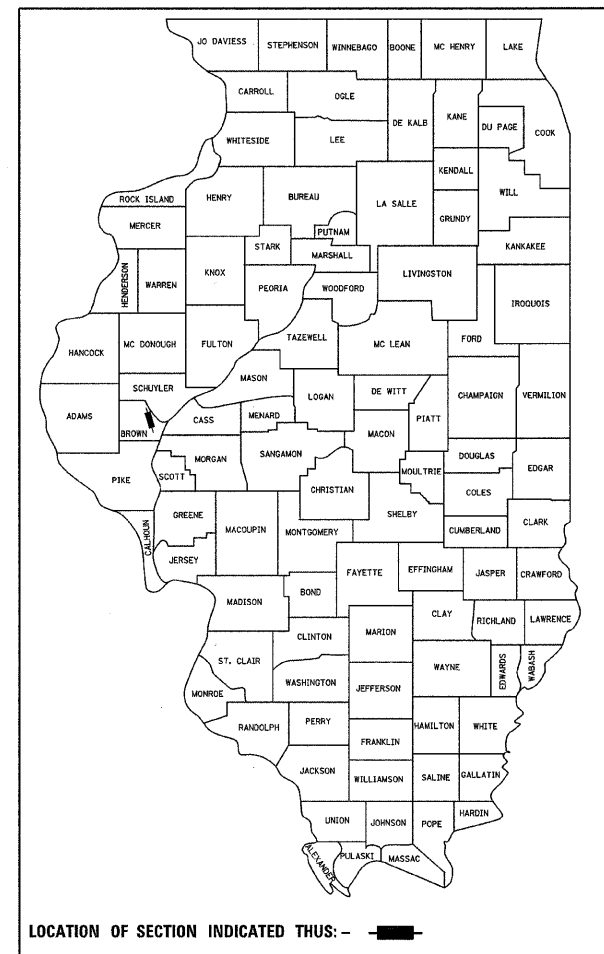 JO DAVIESS STEPHENSON WINNEBAGO BOONE MC HENRY LAKE
CARROLL OGLE
DE KALB KANE DU PAGE COOK
WHITESIDE LEE
KENDALL
ROCK ISLAND HENRY BUREAU LA SALLE WILL
GRUNDY
MERCER PUTNAM
STARK MARSHALL KANKAKEE
HENDERSON WARREN KNOX LIVINGSTON
PEORIA WOODFORD IROQUOIS
TAZEWELL FORD
HANCOCK MC DONOUGH FULTON MC LEAN
MASON
SCHUYLER LOGAN DE WITT CHAMPAIGN VERMILION
ADAMS BROWN CASS MENARD PIATT
MACON
MORGAN SANGAMON DOUGLAS
PIKE SCOTT MOULTRIE EDGAR
CHRISTIAN COLES
GREENE SHELBY
CALHOUN MACOUPIN MONTGOMERY CUMBERLAND CLARK
JERSEY
FAYETTE EFFINGHAM JASPER CRAWFORD
MADISON BOND
CLAY RICHLAND LAWRENCE
CLINTON MARION
ST. CLAIR WAYNE EDWARDS WABASH
WASHINGTON JEFFERSON
MONROE
RANDOLPH PERRY HAMILTON WHITE
FRANKLIN
JACKSON WILLIAMSON SALINE GALLATIN
UNION JOHNSON POPE HARDIN
ALEXANDER PULASKI MASSAC
LOCATION OF SECTION INDICATED THUS: -